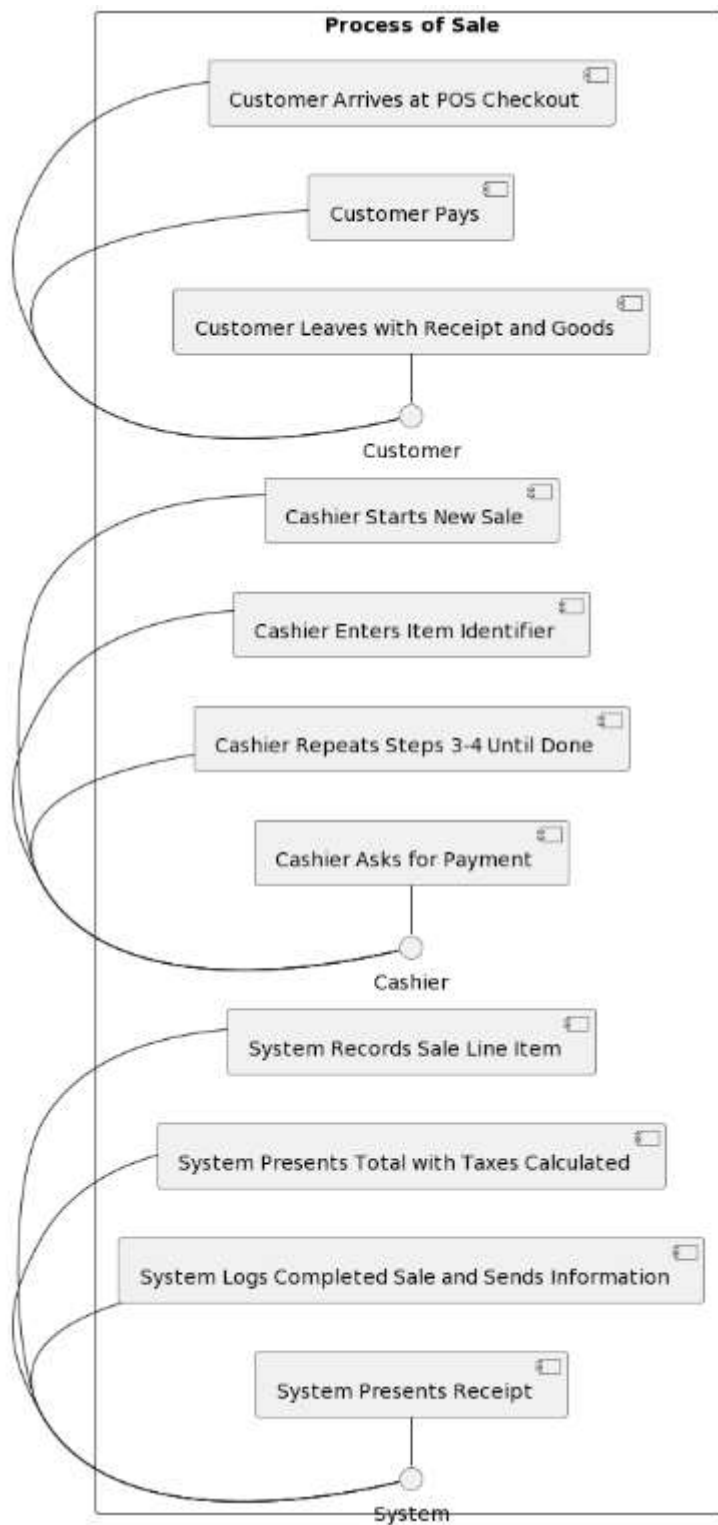 Process of Sale
Customer Arrives at POS Checkout
Customer Pays
Customer Leaves with Receipt and Goods
Customer
Cashier Starts New Sale
Cashier Enters Item Identifier
Cashier Repeats Steps 3-4 Until Done
Cashier Asks for Payment
Cashier
System Records Sale Line Item
System Presents Total with Taxes Calculated
System Logs Completed Sale and Sends Information
System Presents Receipt
System